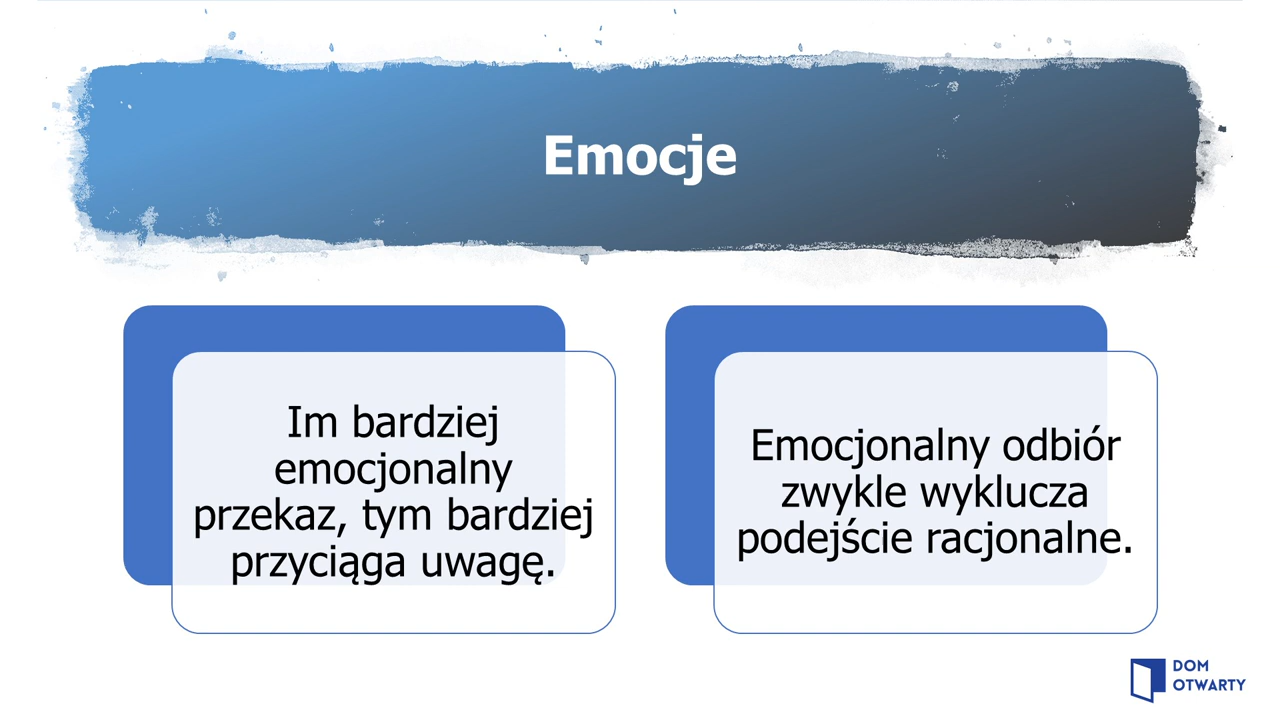 Emocje
Im bardziej
emocjonalny
przekaz, tym bardziej
przyciąga uwagę.
Emocjonalny odbiór
zwykle wyklucza
podejście racjonalne.
DOM
OTWARTY